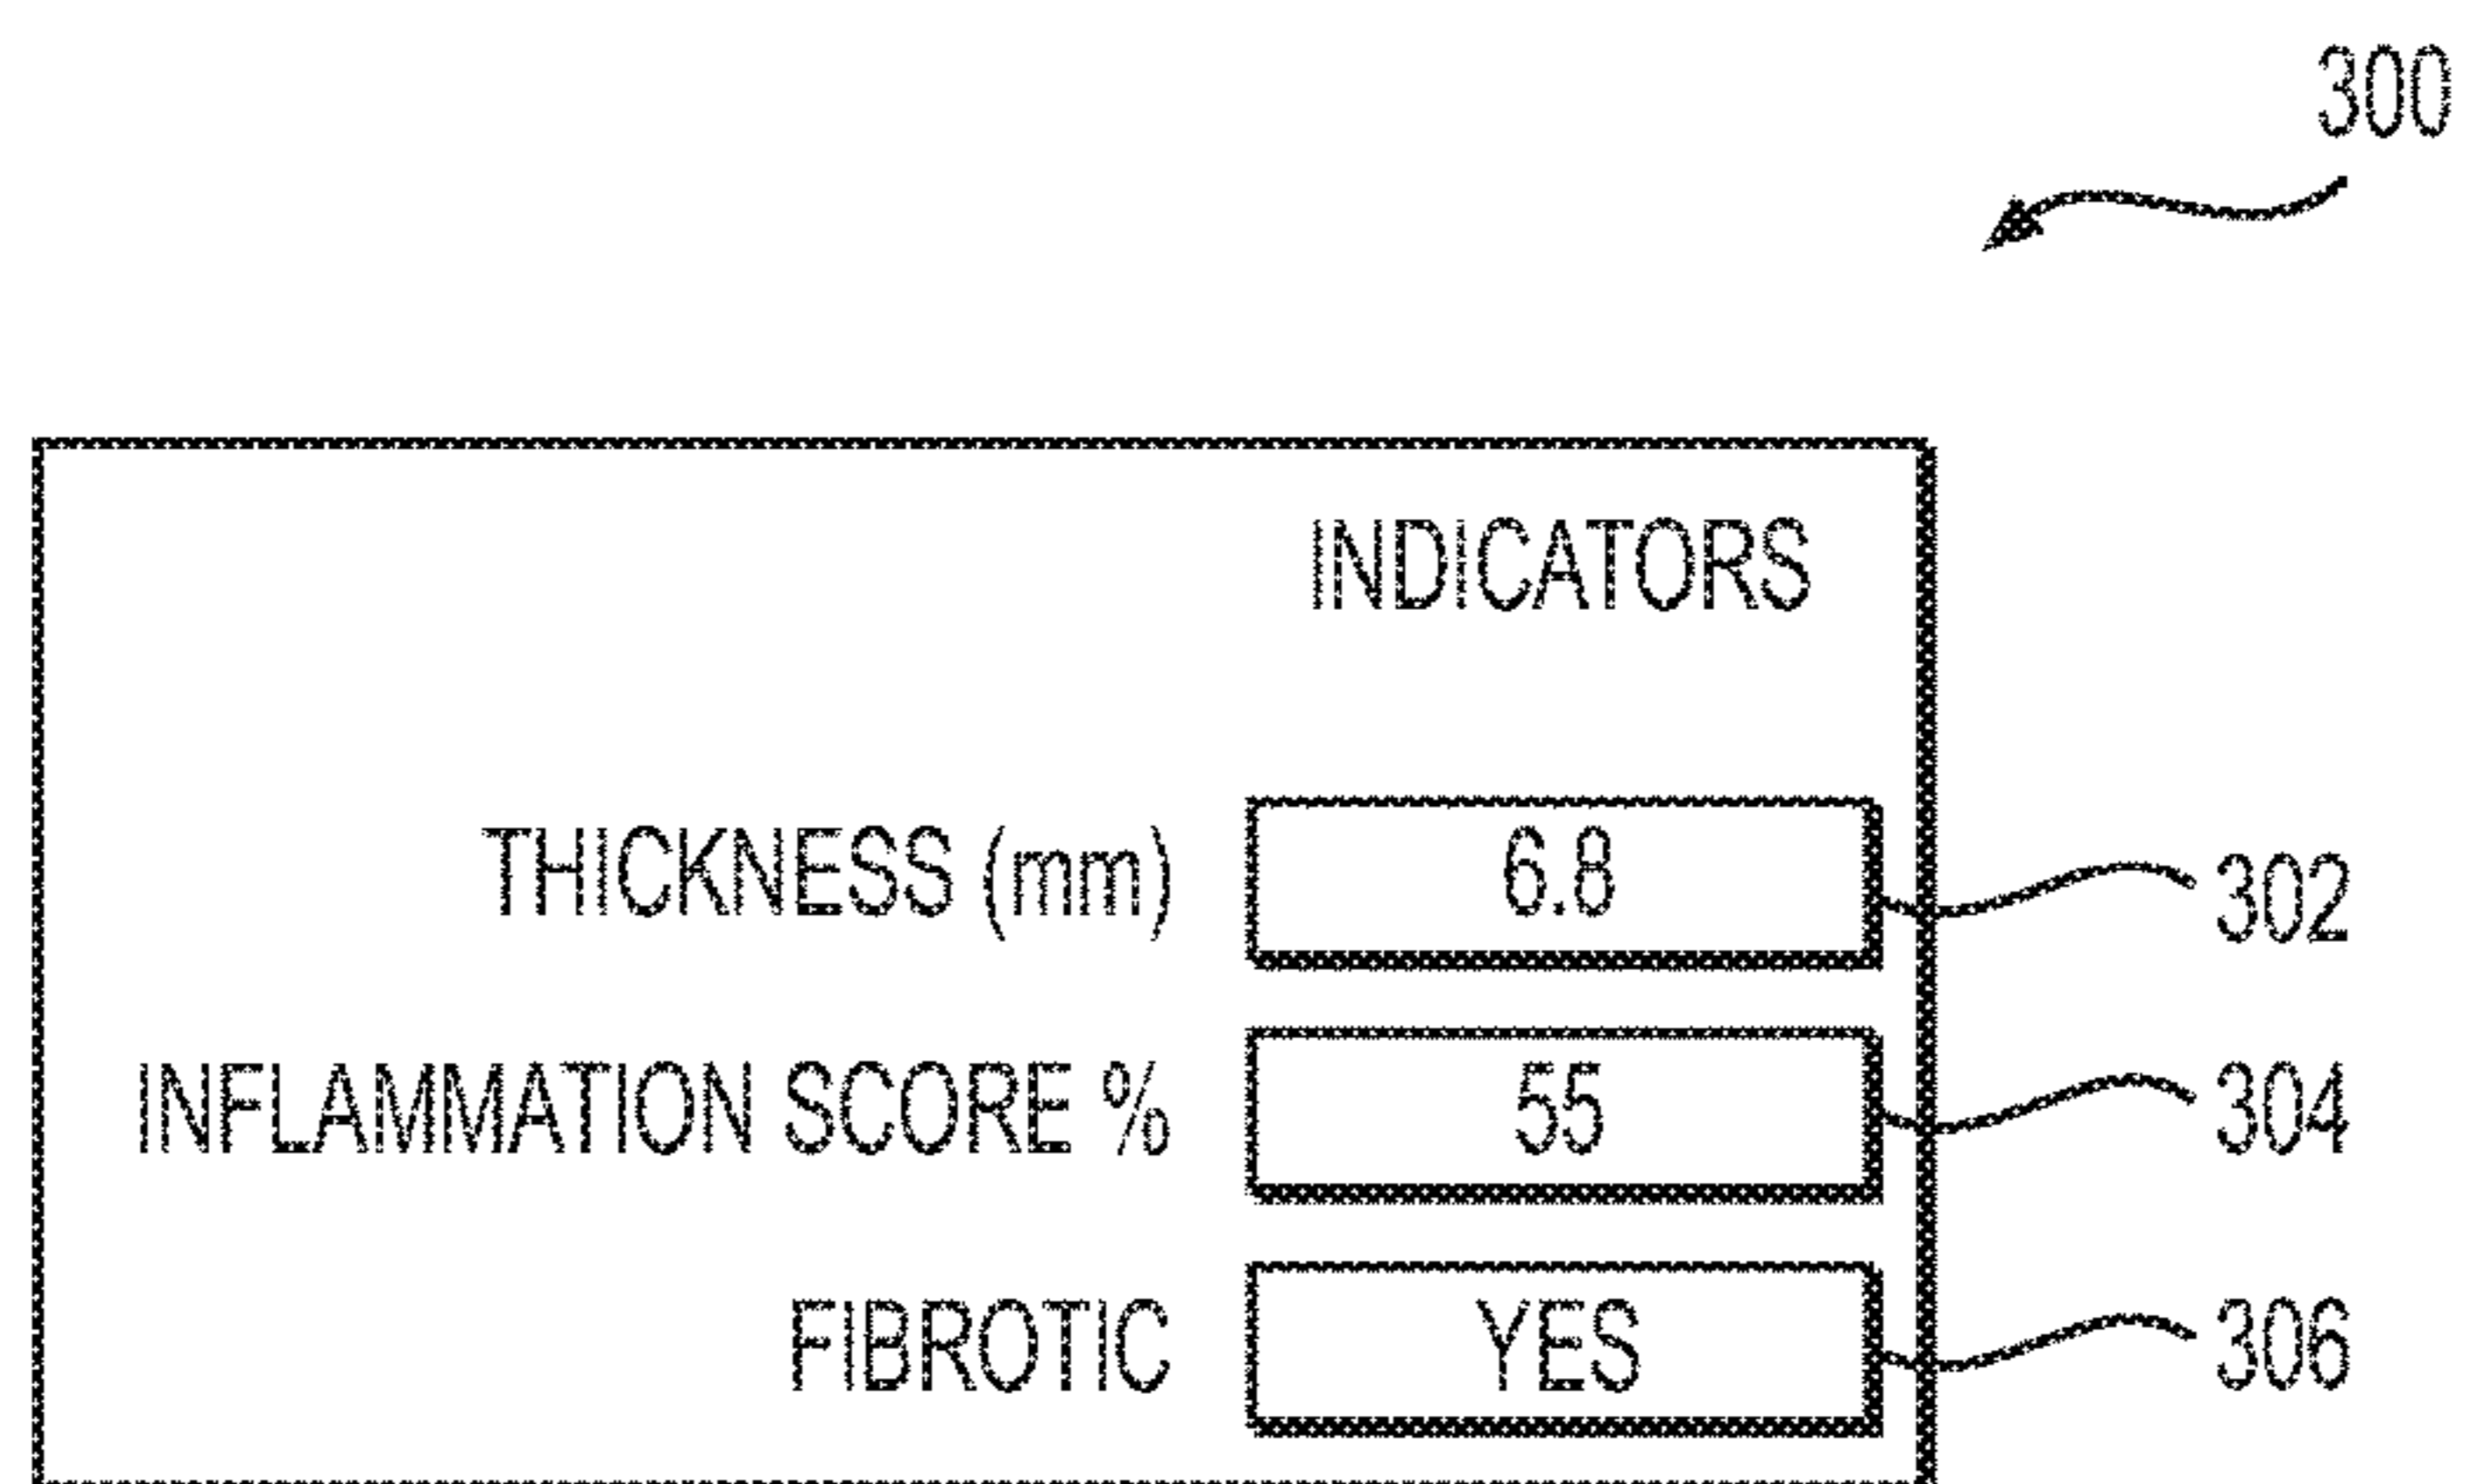 300
INDICATORS
THICKNESS (mm) 6.8 302
INFLAMMATION SCORE % 55 304
FIBROTIC YES 306